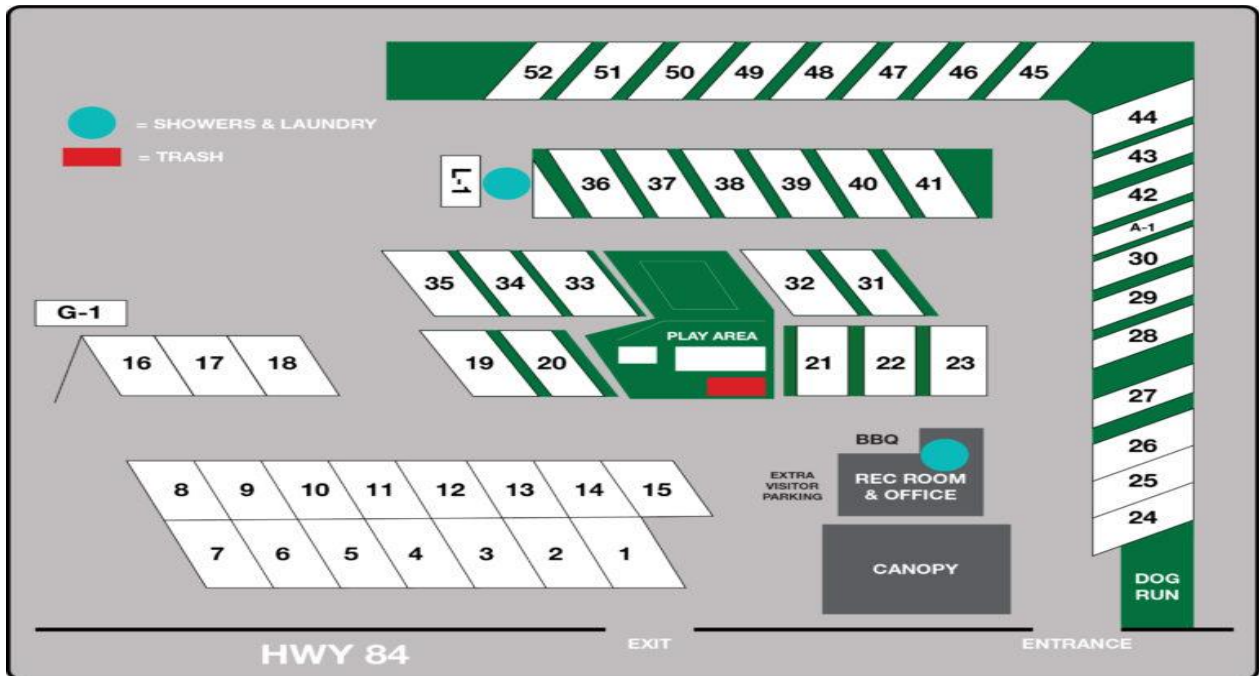 52 51 50 49 48 47 46 45
44
= SHOWERS & LAUNDRY
= TRASH
43
L-1
36 37 38 39 40 41
42
A-1
30
35 34 33
32 31
29
G-1
PLAY AREA
28
16 17 18
19 20
21 22 23
27
BBQ
26
8 9 10 11 12 13 14 15
EXTRA
VISITOR
PARKING
REC ROOM
& OFFICE
25
24
7 6 5 4 3 2 1
CANOPY
DOG
RUN
HWY 84
EXIT
ENTRANCE